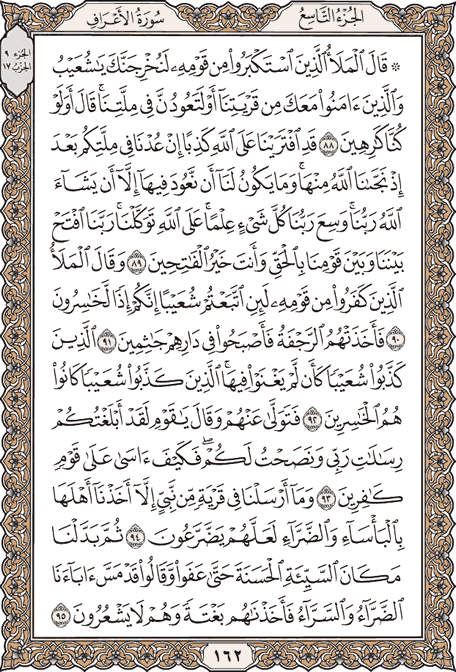 الجزء التاسع
سورة الأعراف
الجزء ٩
الحزب ١٧
۞ قَالَ ٱلۡمَلَأُ ٱلَّذِينَ ٱسۡتَكۡبَرُواْ مِن قَوۡمِهِۦ لَنُخۡرِجَنَّكَ يَٰشُعَيۡبُ
وَٱلَّذِينَ ءَامَنُواْ مَعَكَ مِن قَرۡيَتِنَآ أَوۡ لَتَعُودُنَّ فِي مِلَّتِنَاۚ قَالَ أَوَلَوۡ
كُنَّا كَٰرِهِينَ ٨٨ قَدِ ٱفۡتَرَيۡنَا عَلَى ٱللَّهِ كَذِبًا إِنۡ عُدۡنَا فِي مِلَّتِكُم بَعۡدَ
إِذۡ نَجَّىٰنَا ٱللَّهُ مِنۡهَاۚ وَمَا يَكُونُ لَنَآ أَن نَّعُودَ فِيهَآ إِلَّآ أَن يَشَآءَ
ٱللَّهُ رَبُّنَاۚ وَسِعَ رَبُّنَا كُلَّ شَيۡءٍ عِلۡمًاۚ عَلَى ٱللَّهِ تَوَكَّلۡنَاۚ رَبَّنَا ٱفۡتَحۡ
بَيۡنَنَا وَبَيۡنَ قَوۡمِنَا بِٱلۡحَقِّ وَأَنتَ خَيۡرُ ٱلۡفَٰتِحِينَ ٨٩ وَقَالَ ٱلۡمَلَأُ
ٱلَّذِينَ كَفَرُواْ مِن قَوۡمِهِۦ لَئِنِ ٱتَّبَعۡتُمۡ شُعَيۡبًا إِنَّكُمۡ إِذٗا لَّخَٰسِرُونَ
٩٠ فَأَخَذَتۡهُمُ ٱلرَّجۡفَةُ فَأَصۡبَحُواْ فِي دَارِهِمۡ جَٰثِمِينَ ٩١ ٱلَّذِينَ
كَذَّبُواْ شُعَيۡبٗا كَأَن لَّمۡ يَغۡنَوۡاْ فِيهَاۚ ٱلَّذِينَ كَذَّبُواْ شُعَيۡبٗا كَانُواْ
هُمُ ٱلۡخَٰسِرِينَ ٩٢ فَتَوَلَّىٰ عَنۡهُمۡ وَقَالَ يَٰقَوۡمِ لَقَدۡ أَبۡلَغۡتُكُمۡ
رِسَٰلَٰتِ رَبِّي وَنَصَحۡتُ لَكُمۡۖ فَكَيۡفَ ءَاسَىٰ عَلَىٰ قَوۡمٖ
كَٰفِرِينَ ٩٣ وَمَآ أَرۡسَلۡنَا فِي قَرۡيَةٖ مِّن نَّبِيٍّ إِلَّآ أَخَذۡنَآ أَهۡلَهَا
بِٱلۡبَأۡسَآءِ وَٱلضَّرَّآءِ لَعَلَّهُمۡ يَضَّرَّعُونَ ٩٤ ثُمَّ بَدَّلۡنَا
مَكَانَ ٱلسَّيِّئَةِ ٱلۡحَسَنَةَ حَتَّىٰ عَفَواْ وَّقَالُواْ قَدۡ مَسَّ ءَابَآءَنَا
ٱلضَّرَّآءُ وَٱلسَّرَّآءُ فَأَخَذۡنَٰهُم بَغۡتَةٗ وَهُمۡ لَا يَشۡعُرُونَ ٩٥
١٦٢